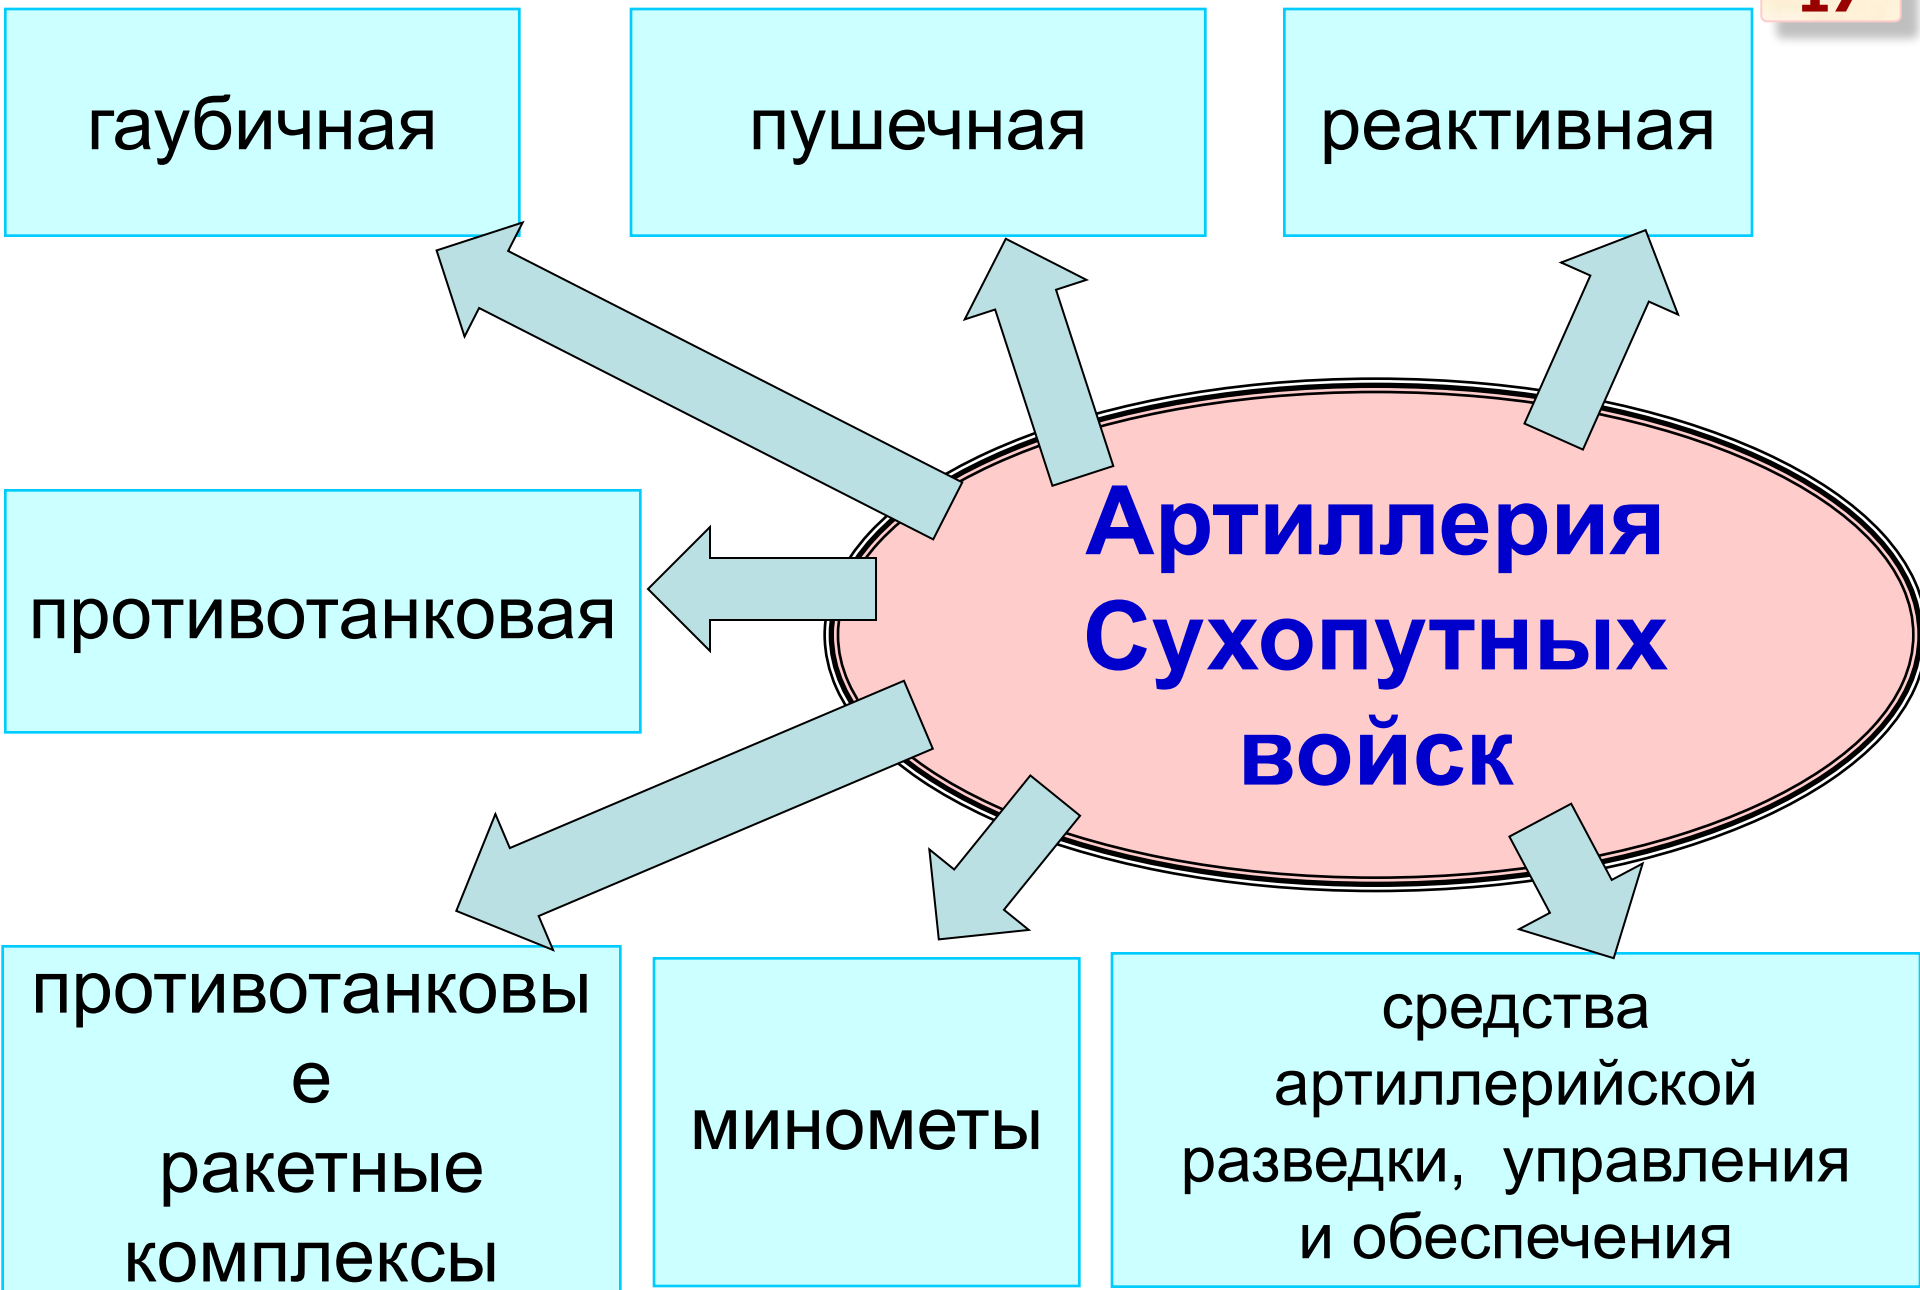 гаубичная
пушечная
реактивная
Артиллерия
Сухопутных
войск
противотанковая
противотанковы
е
ракетные
комплексы
минометы
средства
артиллерийской
разведки, управления
и обеспечения